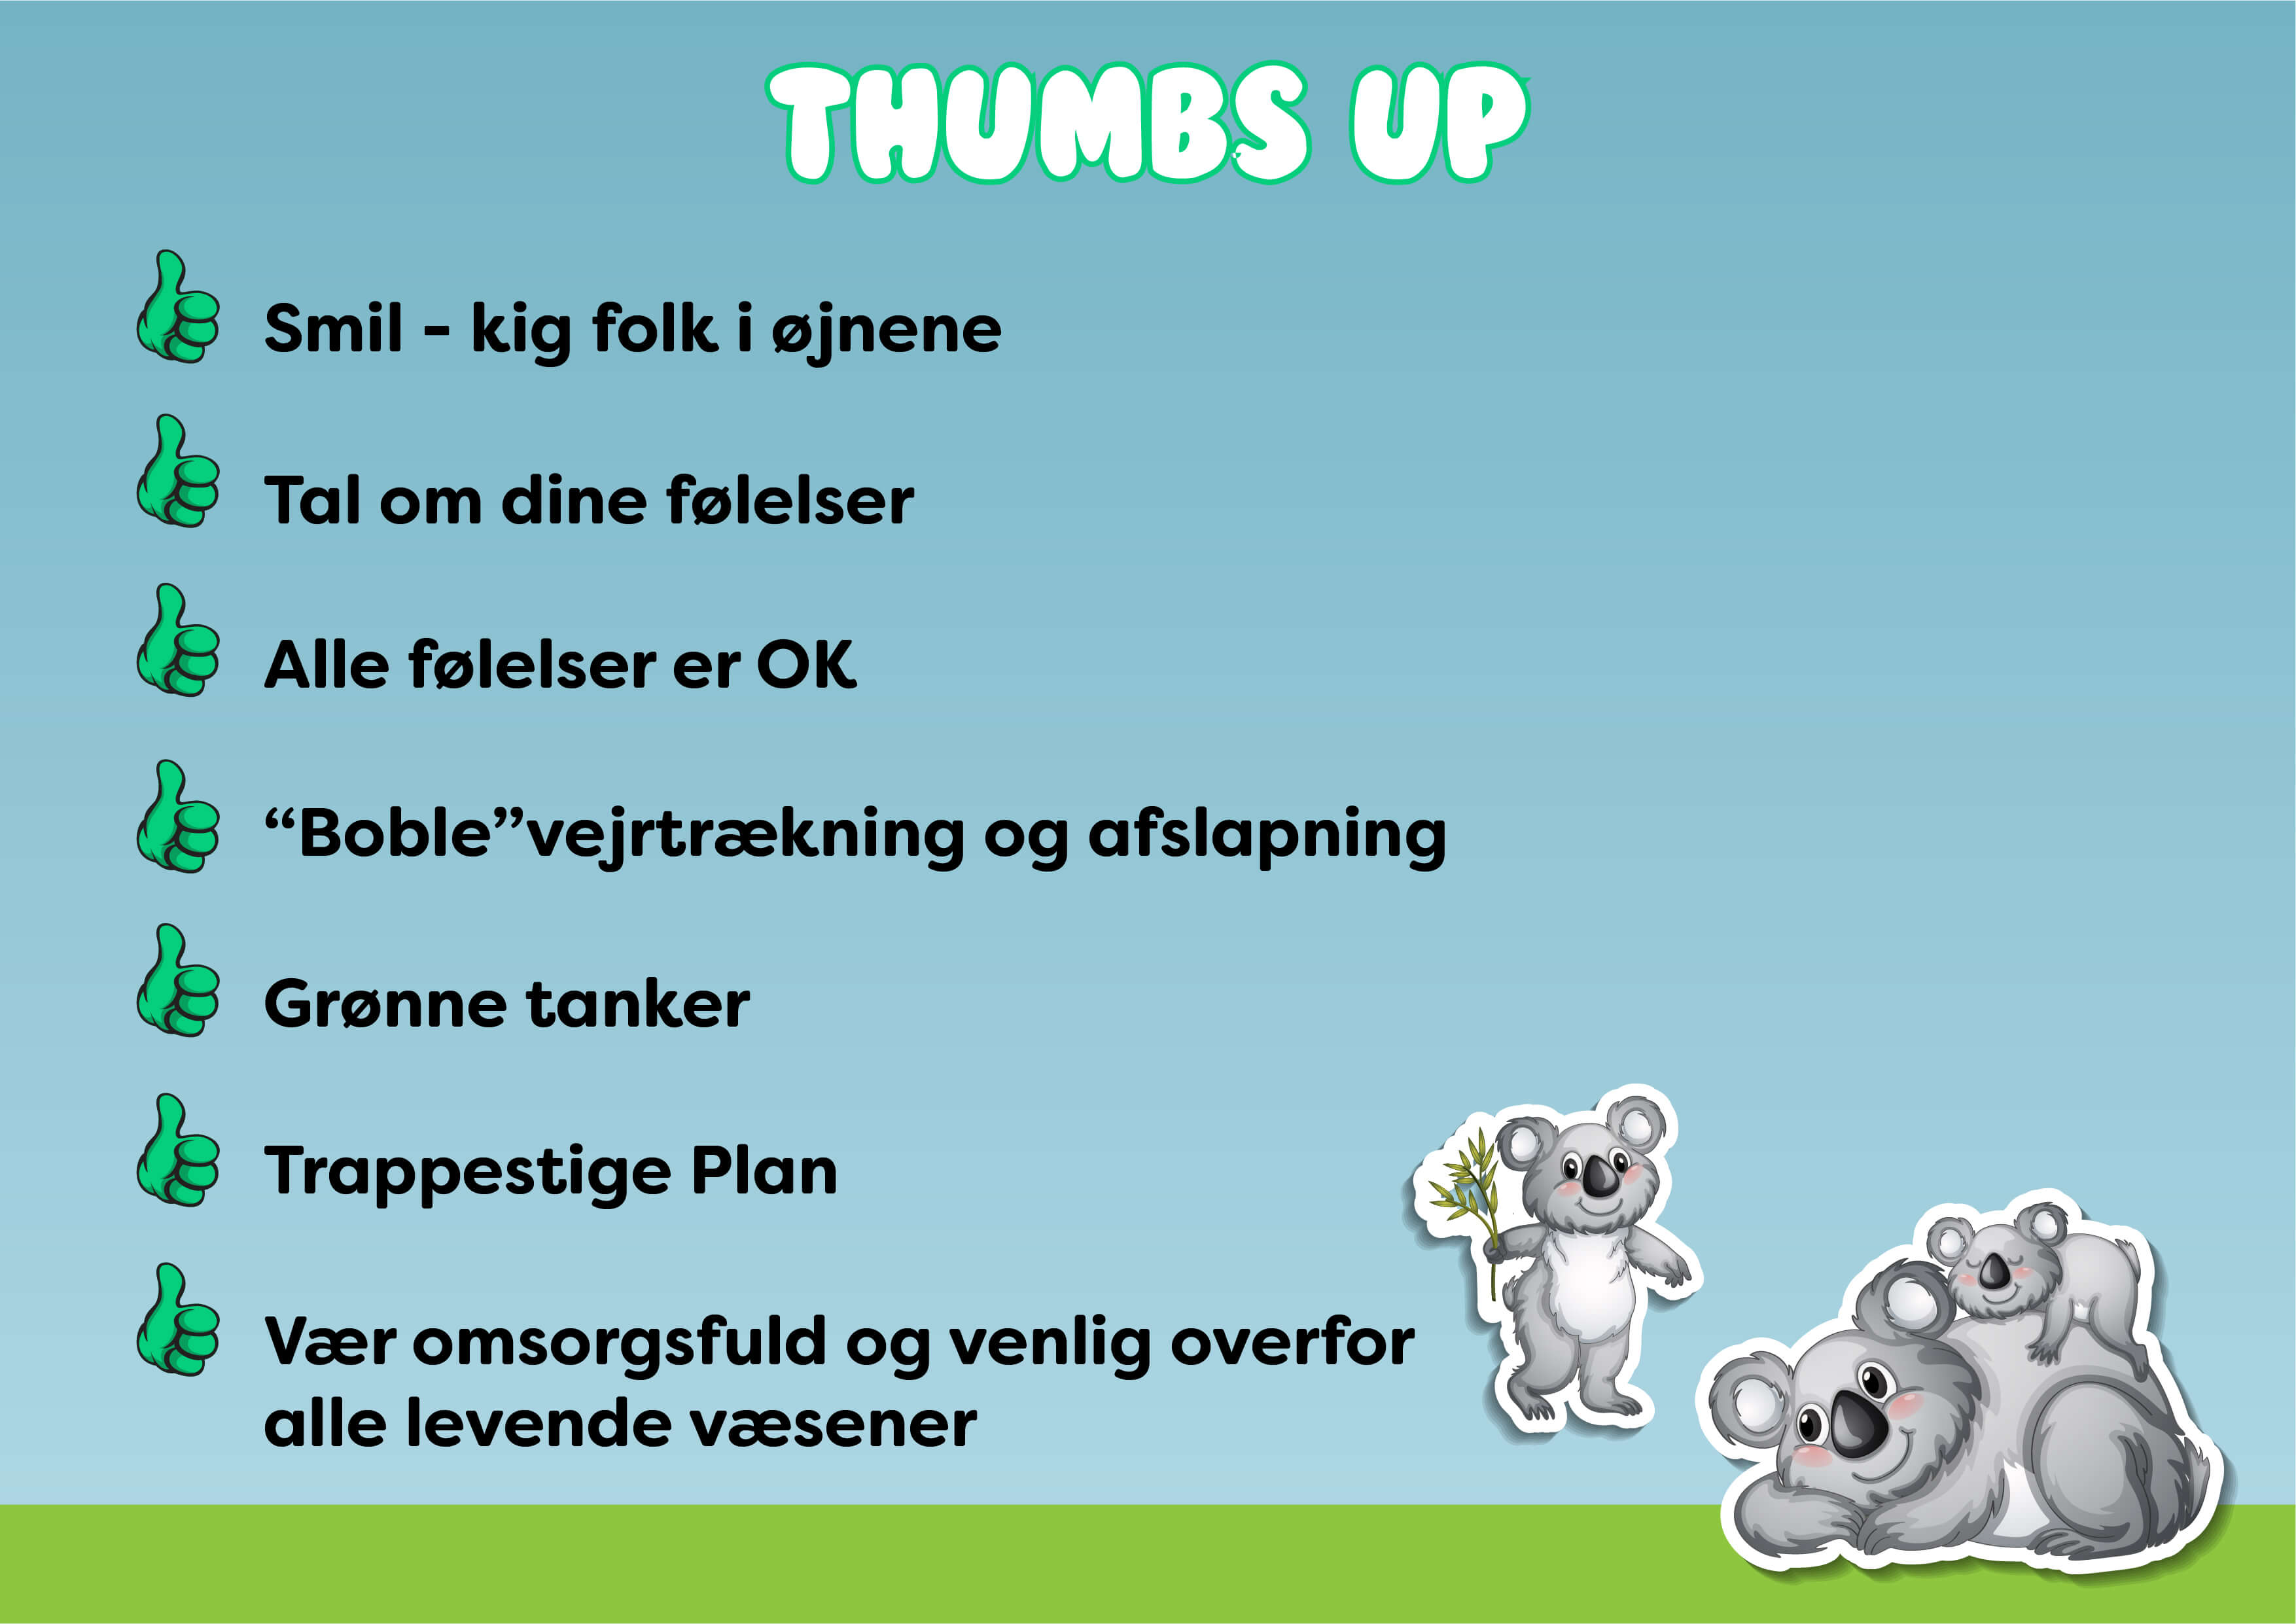 THUMBS UP
Smil - kig folk i øjnene
Tal om dine følelser
Alle følelser er OK
“Boble”vejrtrækning og afslapning
Grønne tanker
Trappestige Plan
Vær omsorgsfuld og venlig overfor
alle levende væsener